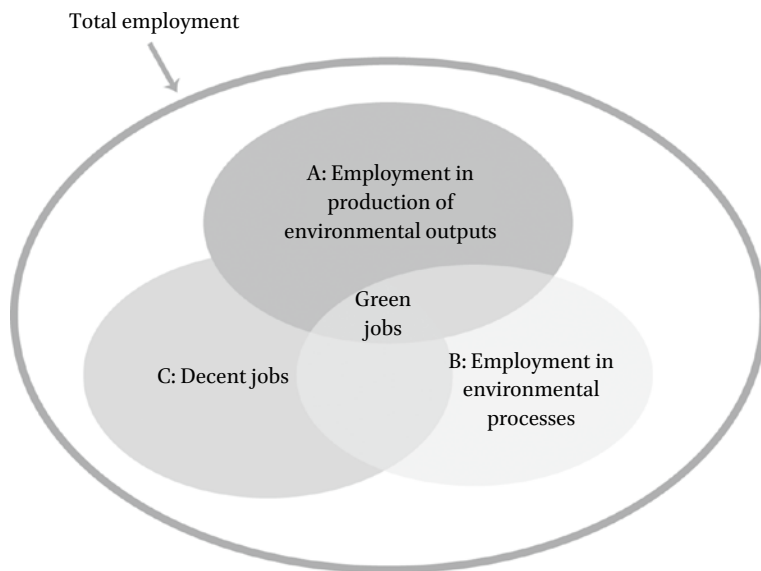 Total employment
A: Employment in
production of
environmental outputs
Green
jobs
C: Decent jobs
B: Employment in
environmental
processes